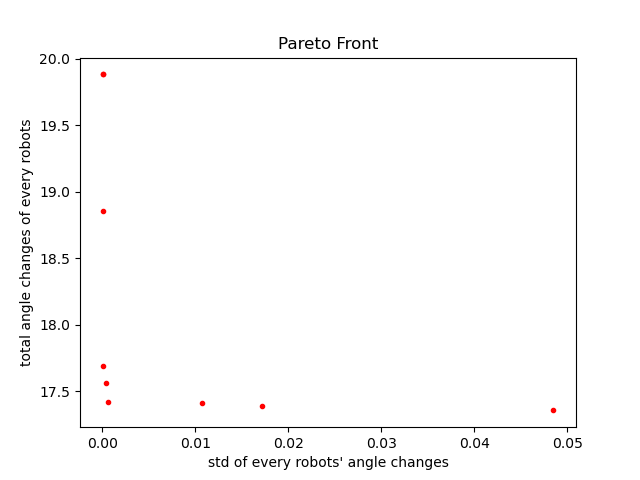 Pareto Front
20.0
19.5
19.0
18.5
18.0
17.5
total angle changes of every robots
0.00 0.01 0.02 0.03 0.04 0.05
std of every robots' angle changes